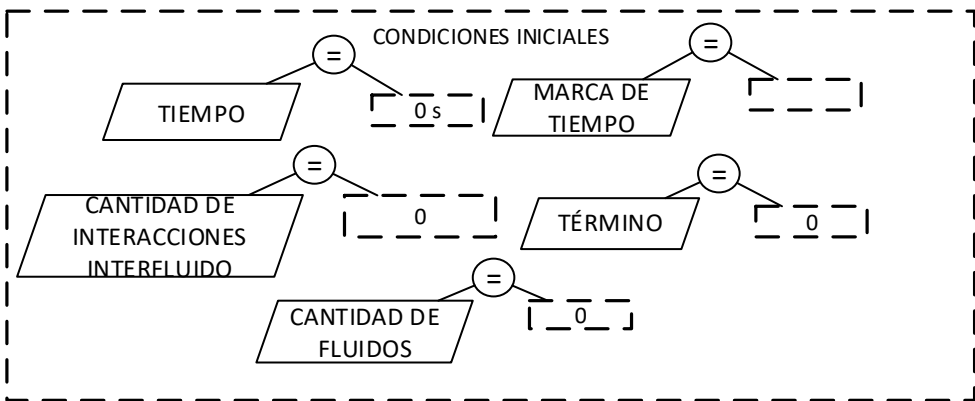 CONDICIONES INICIALES
=
=
TIEMPO
0 s
MARCA DE
TIEMPO
=
=
CANTIDAD DE
INTERACCIONES
INTERFLUIDO
0
TÉRMINO
0
=
CANTIDAD DE
FLUIDOS
0